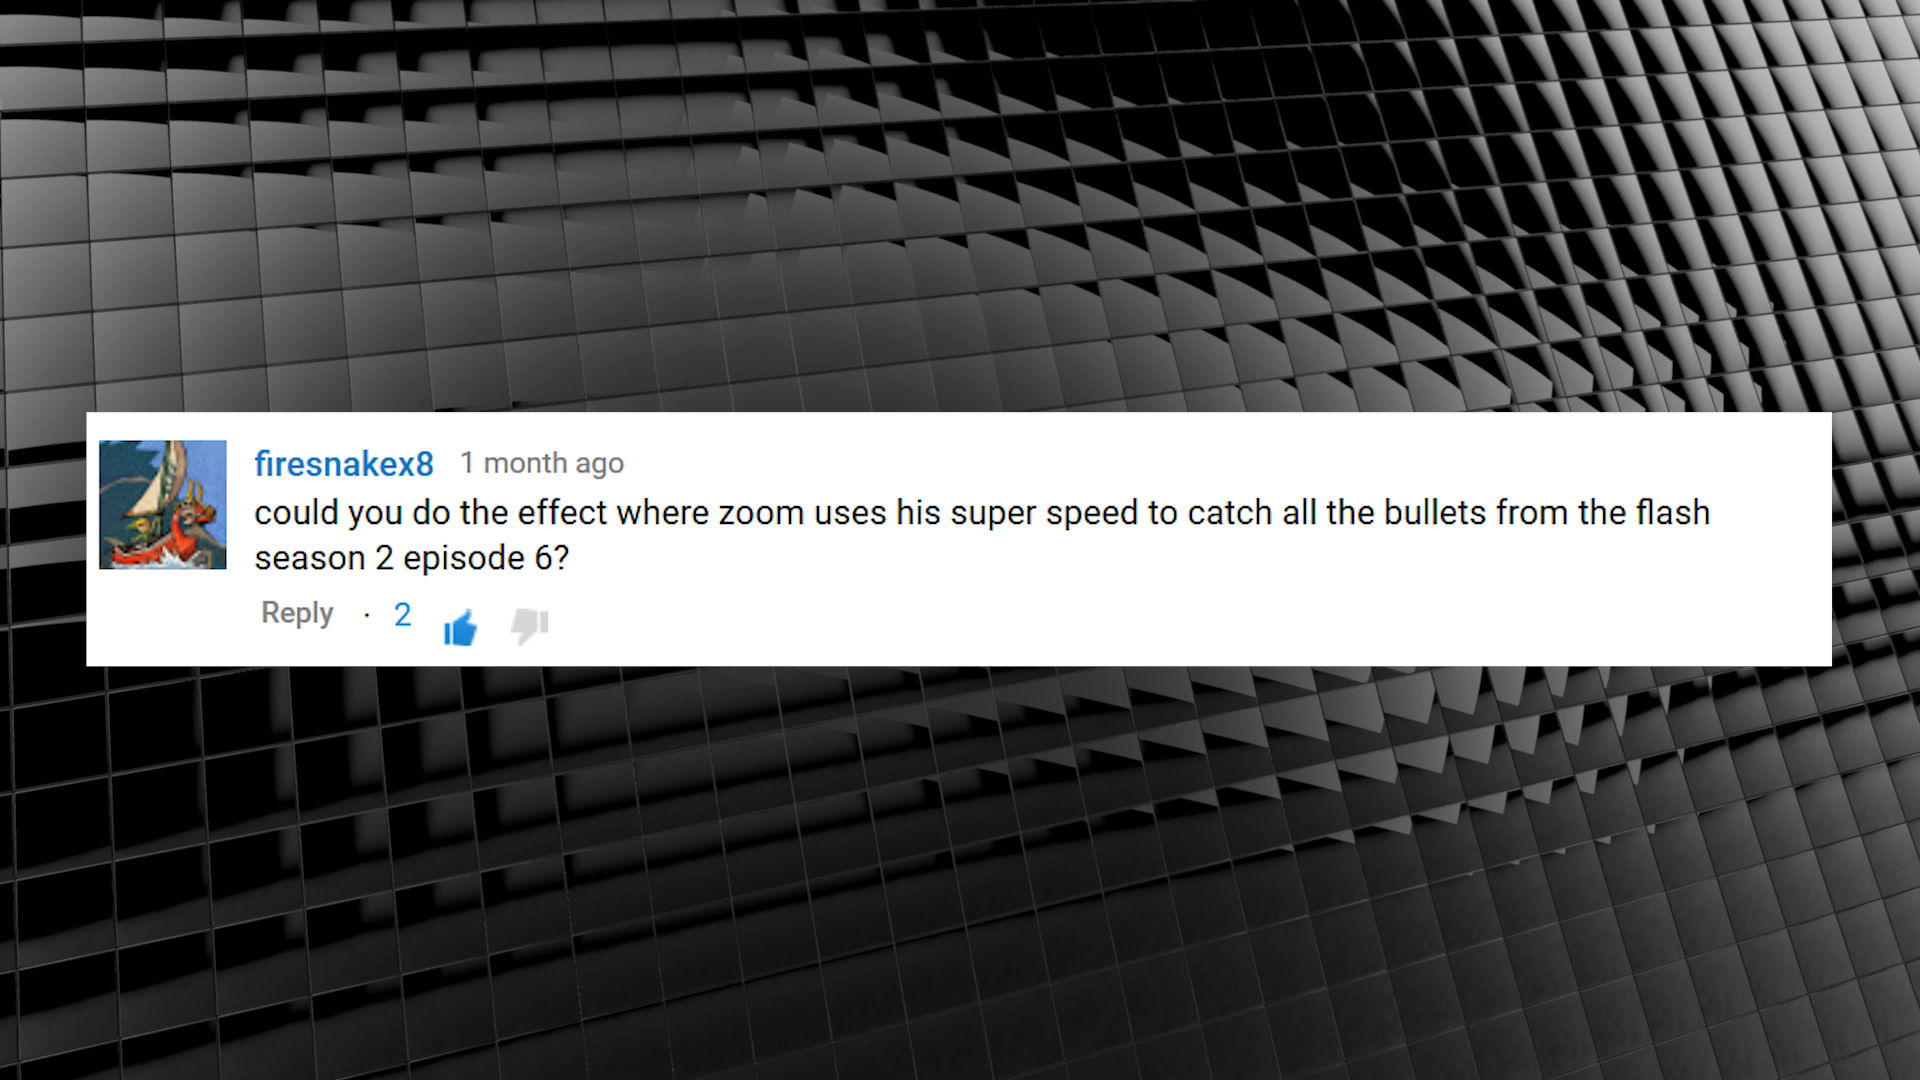 firesnakex8 1 month ago
could you do the effect where zoom uses his super speed to catch all the bullets from the flash
season 2 episode 6?
Reply · 2